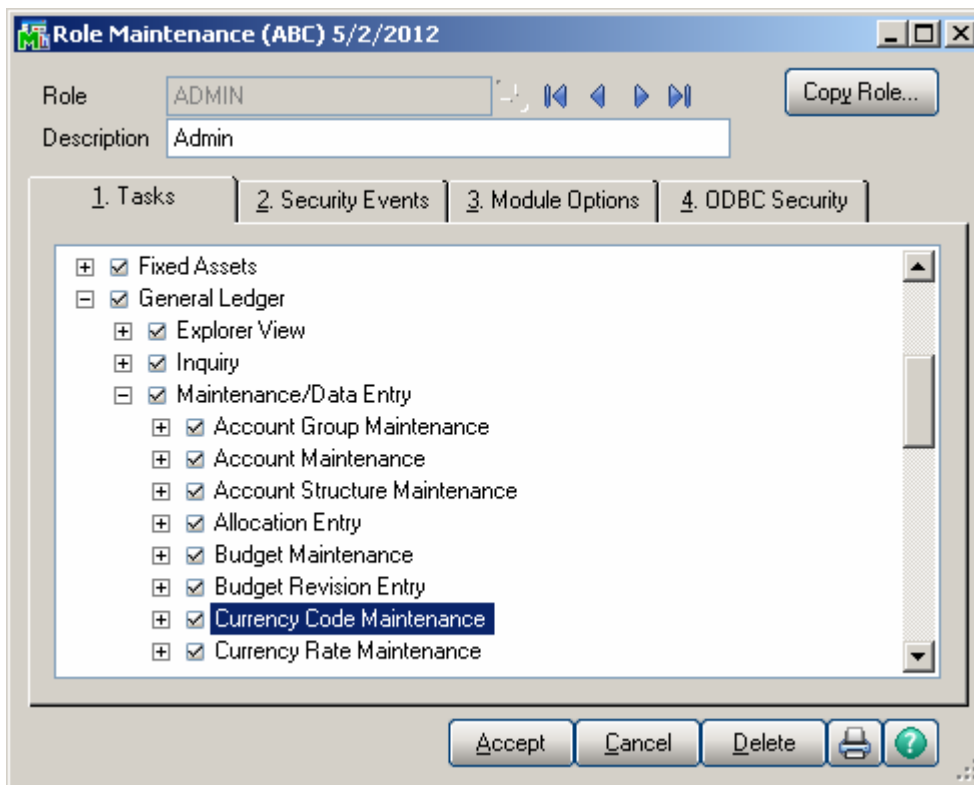 Role Maintenance (ABC) 5/2/2012
Role ADMIN Copy Role...
Description Admin
1. Tasks 2. Security Events 3. Module Options 4. ODBC Security
Fixed Assets
General Ledger
Explorer View
Inquiry
Maintenance/Data Entry
Account Group Maintenance
Account Maintenance
Account Structure Maintenance
Allocation Entry
Budget Maintenance
Budget Revision Entry
Currency Code Maintenance
Currency Rate Maintenance
Accept Cancel Delete